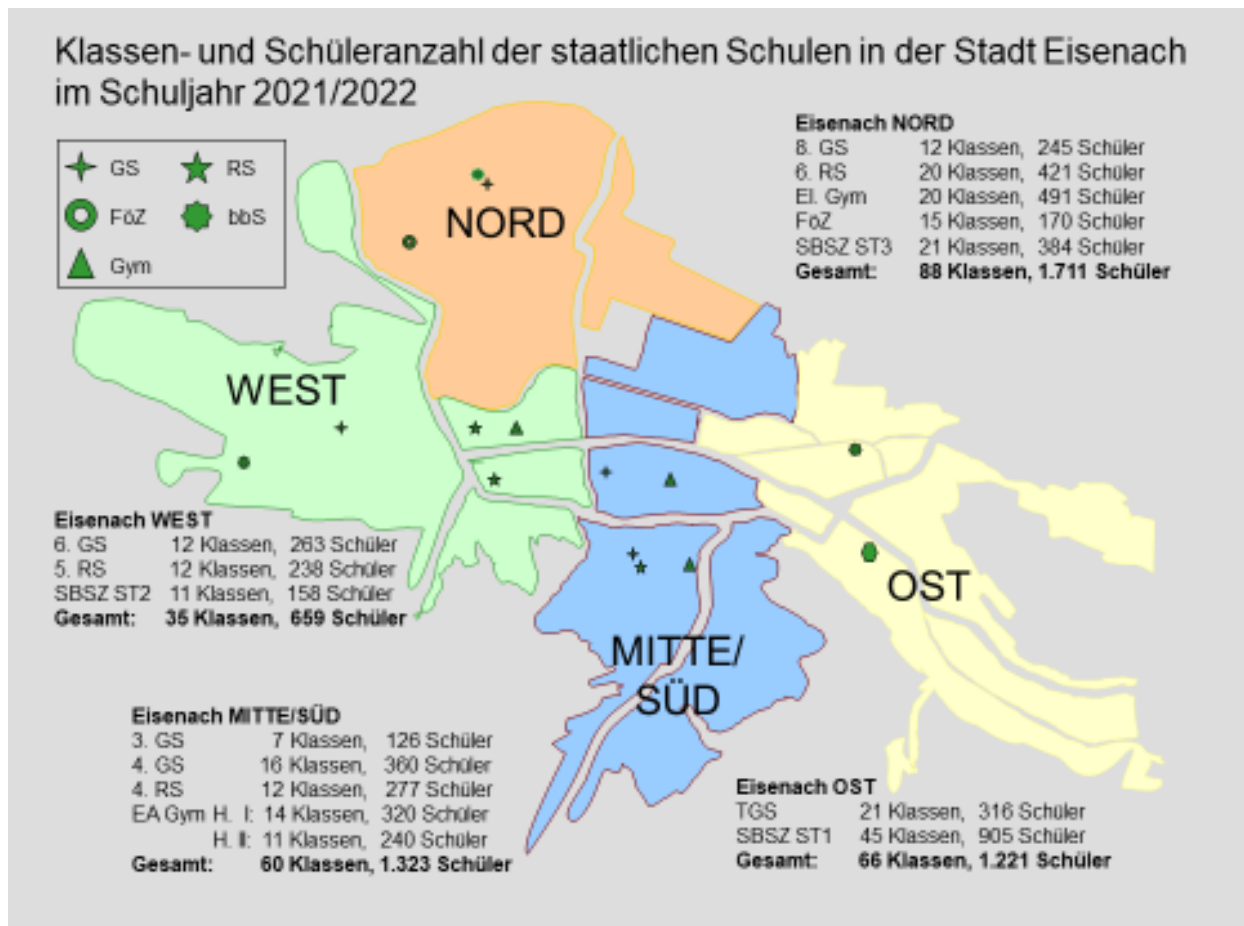 Klassen- und Schüleranzahl der staatlichen Schulen in der Stadt Eisenach
im Schuljahr 2021/2022
GS RS
FöZ bbS
Gym
Eisenach NORD
8. GS 12 Klassen, 245 Schüler
6. RS 20 Klassen, 421 Schüler
El. Gym 20 Klassen, 491 Schüler
FöZ 15 Klassen, 170 Schüler
SBSZ ST3 21 Klassen, 384 Schüler
Gesamt: 88 Klassen, 1.711 Schüler
NORD
WEST
Eisenach WEST
6. GS 12 Klassen, 263 Schüler
5. RS 12 Klassen, 238 Schüler
SBSZ ST2 11 Klassen, 158 Schüler
Gesamt: 35 Klassen, 659 Schüler
OST
MITTE/
SÜD
Eisenach MITTE/SÜD
3. GS 7 Klassen, 126 Schüler
4. GS 16 Klassen, 360 Schüler
4. RS 12 Klassen, 277 Schüler
EA Gym H. I: 14 Klassen, 320 Schüler
H. II: 11 Klassen, 240 Schüler
Gesamt: 60 Klassen, 1.323 Schüler
Eisenach OST
TGS 21 Klassen, 316 Schüler
SBSZ ST1 45 Klassen, 905 Schüler
Gesamt: 66 Klassen, 1.221 Schüler